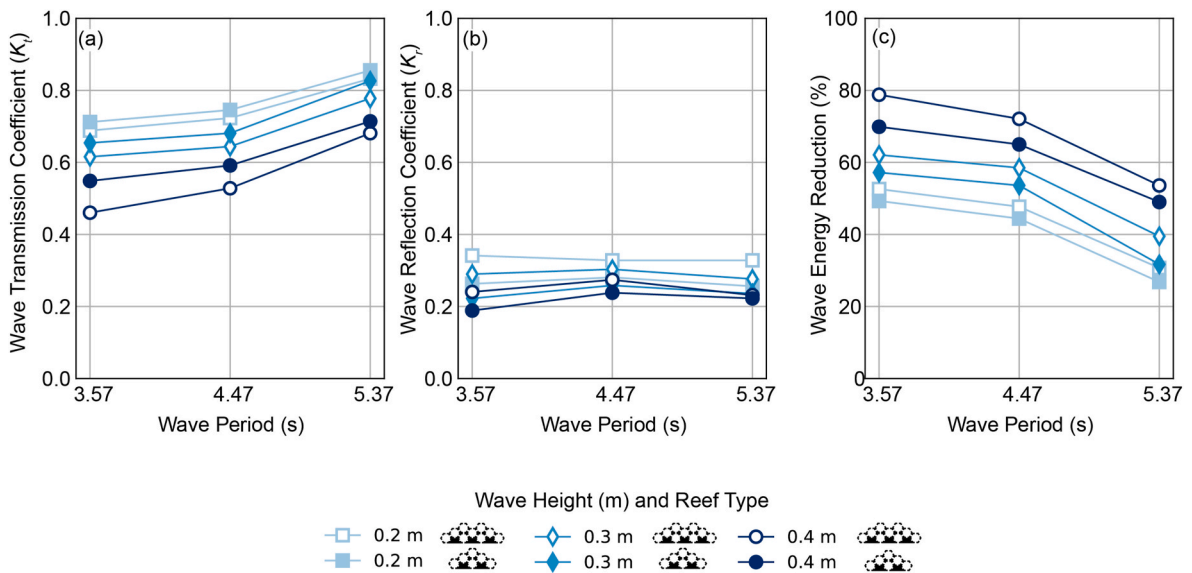 (a)
Wave Transmission Coefficient (Kt)
1.0
0.8
0.6
0.4
0.2
0.0
3.57 4.47 5.37
Wave Period (s)
(b)
Wave Reflection Coefficient (Kr)
1.0
0.8
0.6
0.4
0.2
0.0
3.57 4.47 5.37
Wave Period (s)
(c)
Wave Energy Reduction (%)
100
80
60
40
20
0
3.57 4.47 5.37
Wave Period (s)
Wave Height (m) and Reef Type
0.2 m 0.3 m 0.4 m
0.2 m 0.3 m 0.4 m